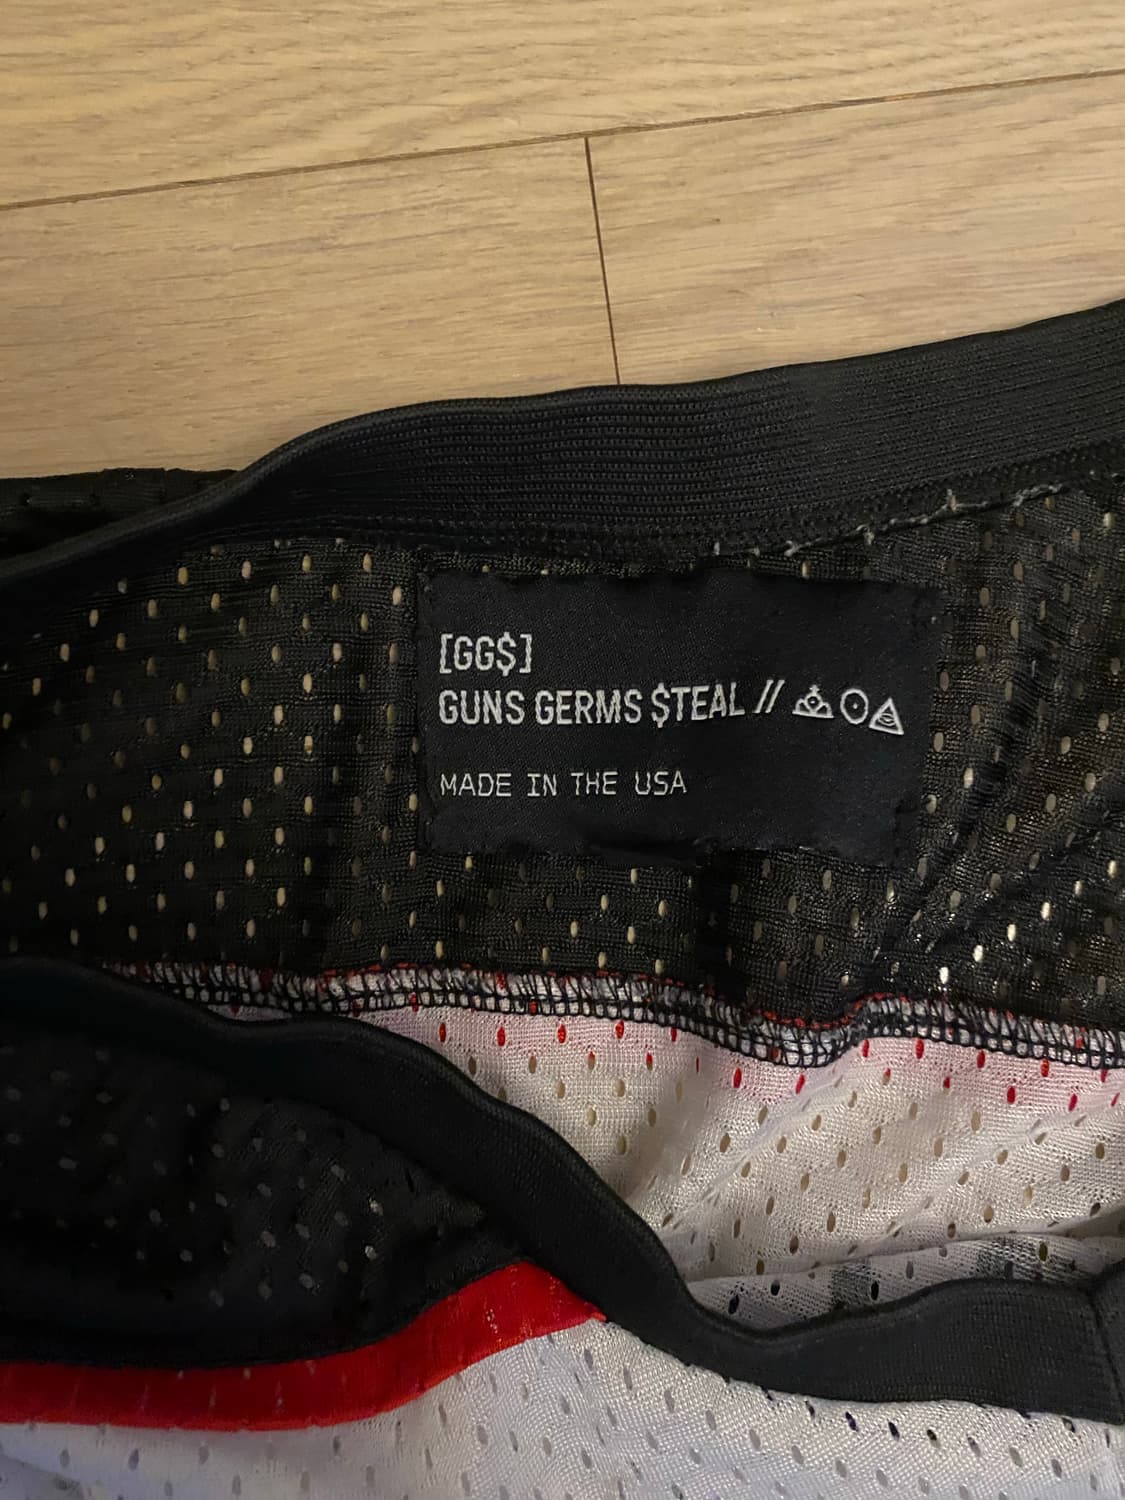 [GG$]
GUNS GERMS $TEAL //
MADE IN THE USA